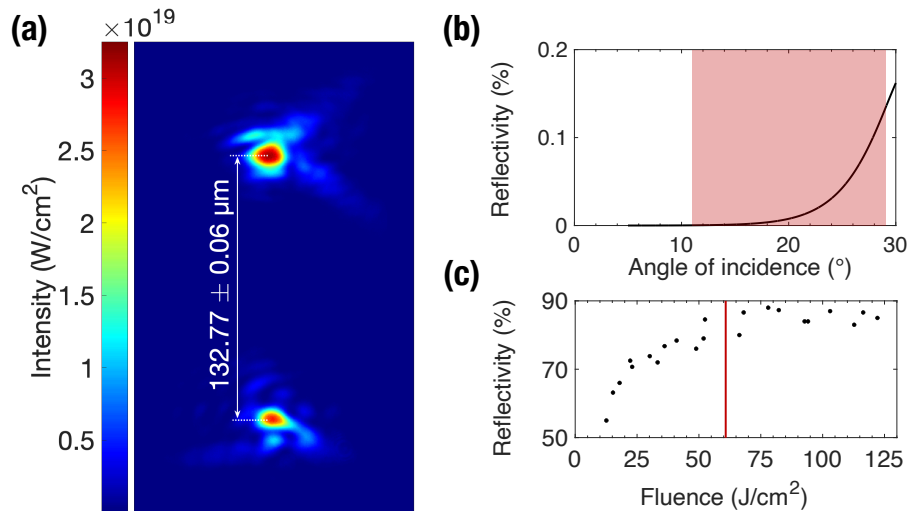 (a)
×10¹⁹
3
2.5
2
1.5
1
0.5
Intensity (W/cm²)
132.77 ± 0.06 µm
(b)
0.2
0.1
0
Reflectivity (%)
0 10 20 30
Angle of incidence (°)
(c)
90
70
50
Reflectivity (%)
0 25 50 75 100 125
Fluence (J/cm²)